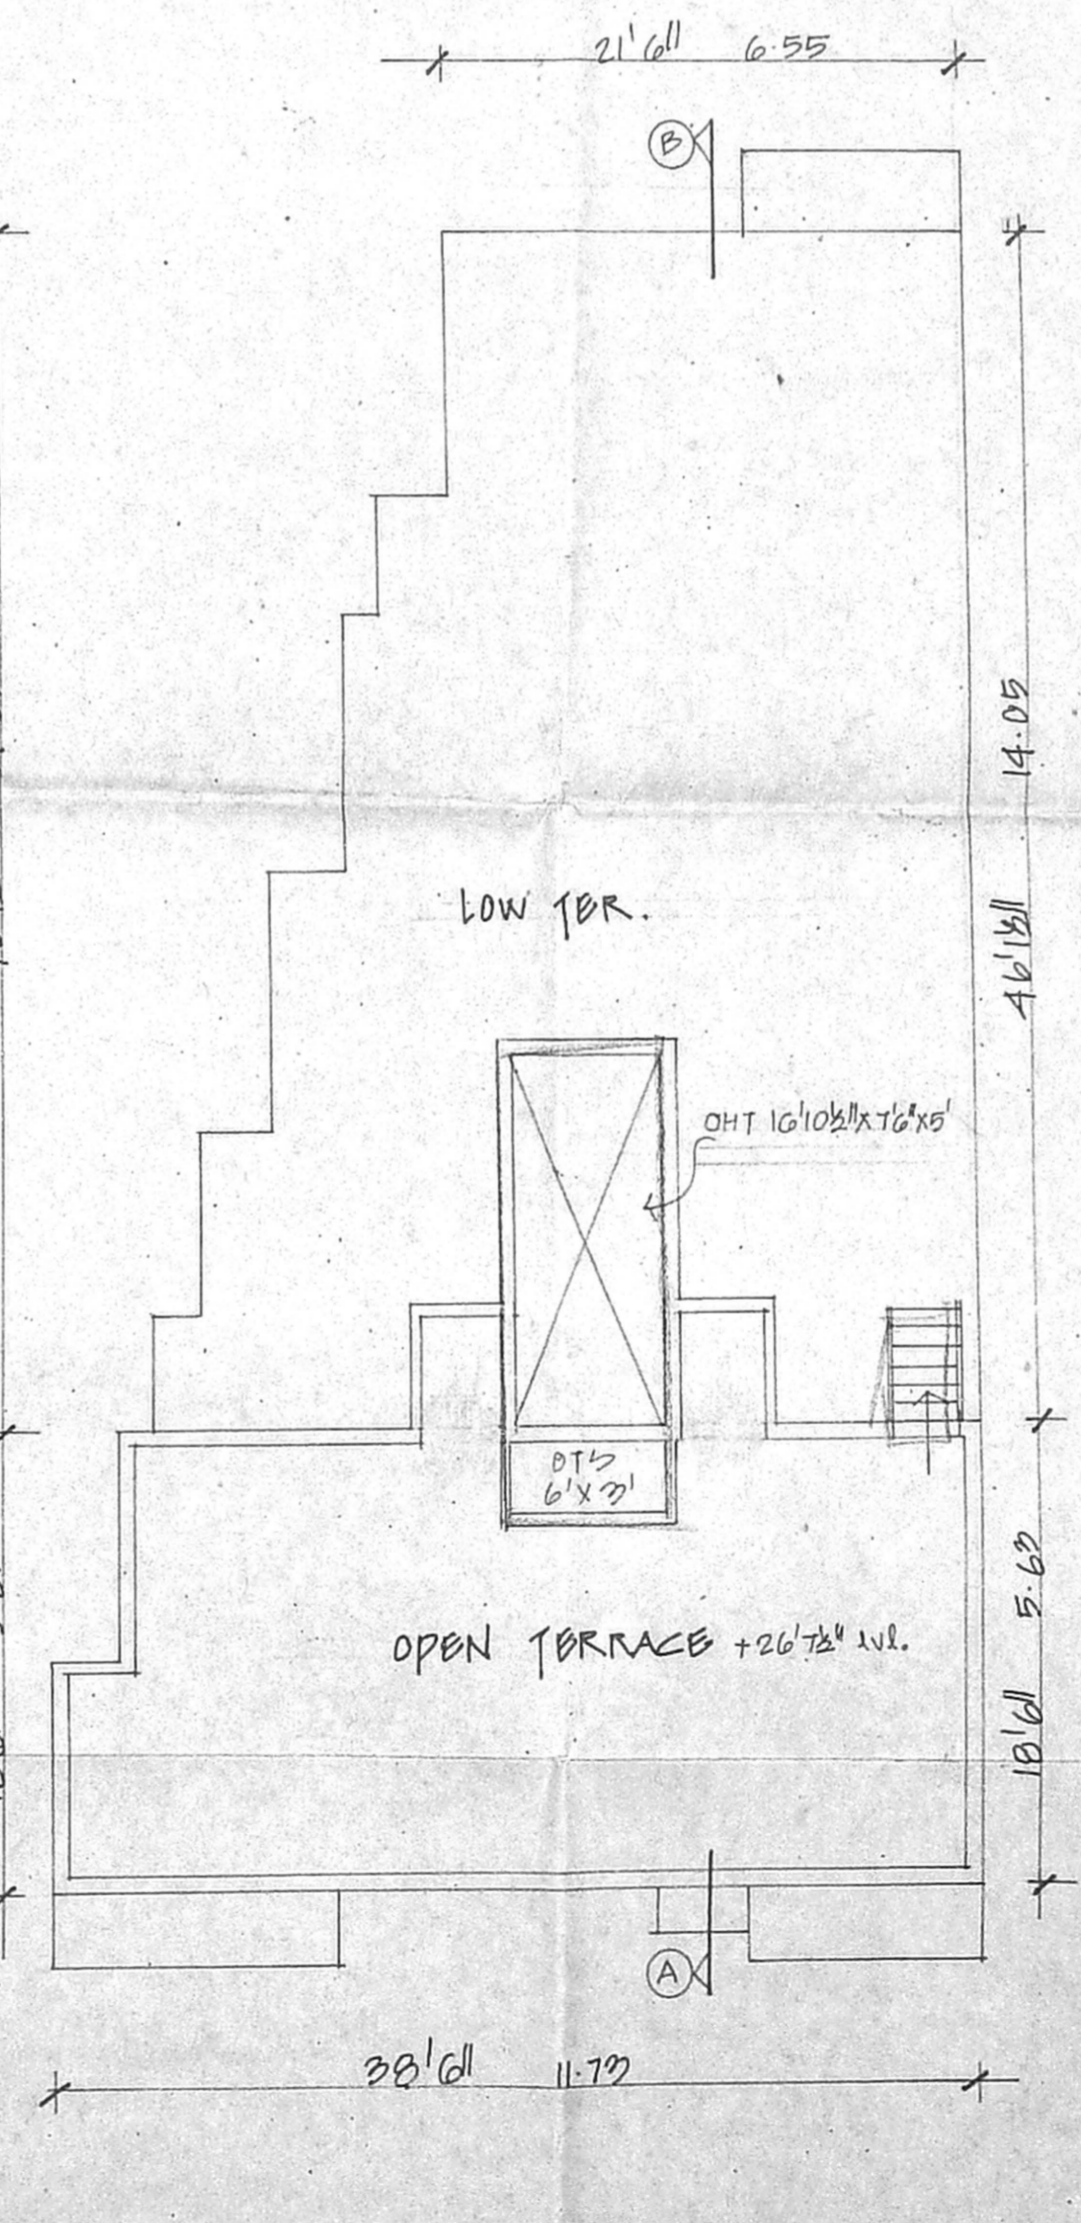 21'6" 6.55
B
14.05
LOW TER.
46'1½"
OHT 16'10½"X7'6"X5'
OTS
6'X3'
5.63
OPEN TERRACE +26'7½" lvl.
18'6"
A
38'6" 11.73